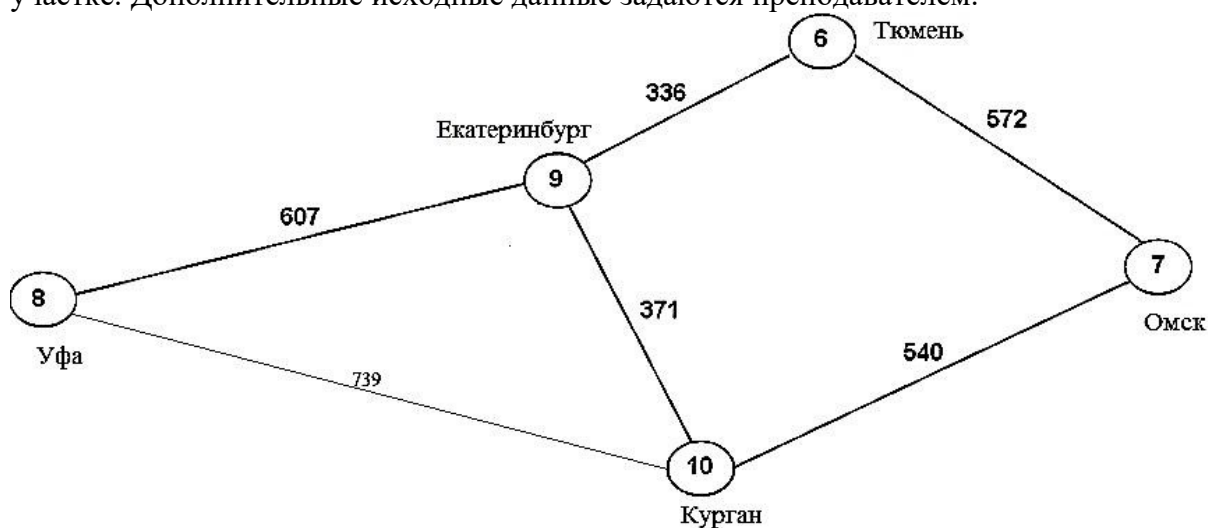 участке. Дополнительные исходные данные задаются преподавателем.
6
Тюмень
336
572
Екатеринбург
9
607
7
8
371
Омск
Уфа
540
739
10
Курган